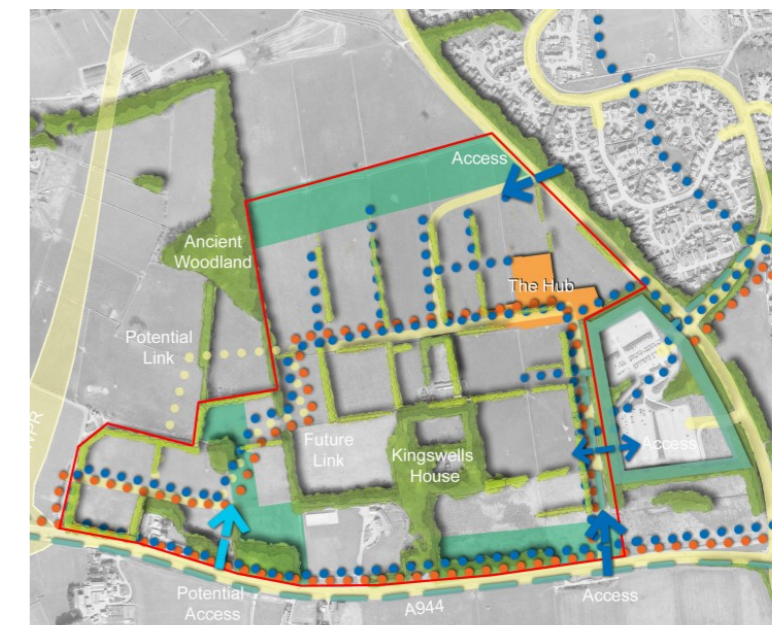 Access
Ancient
Woodland
The Hub
Potential
Link
Future
Link
Kingswells
House
Access
Potential
Access
A944
Access